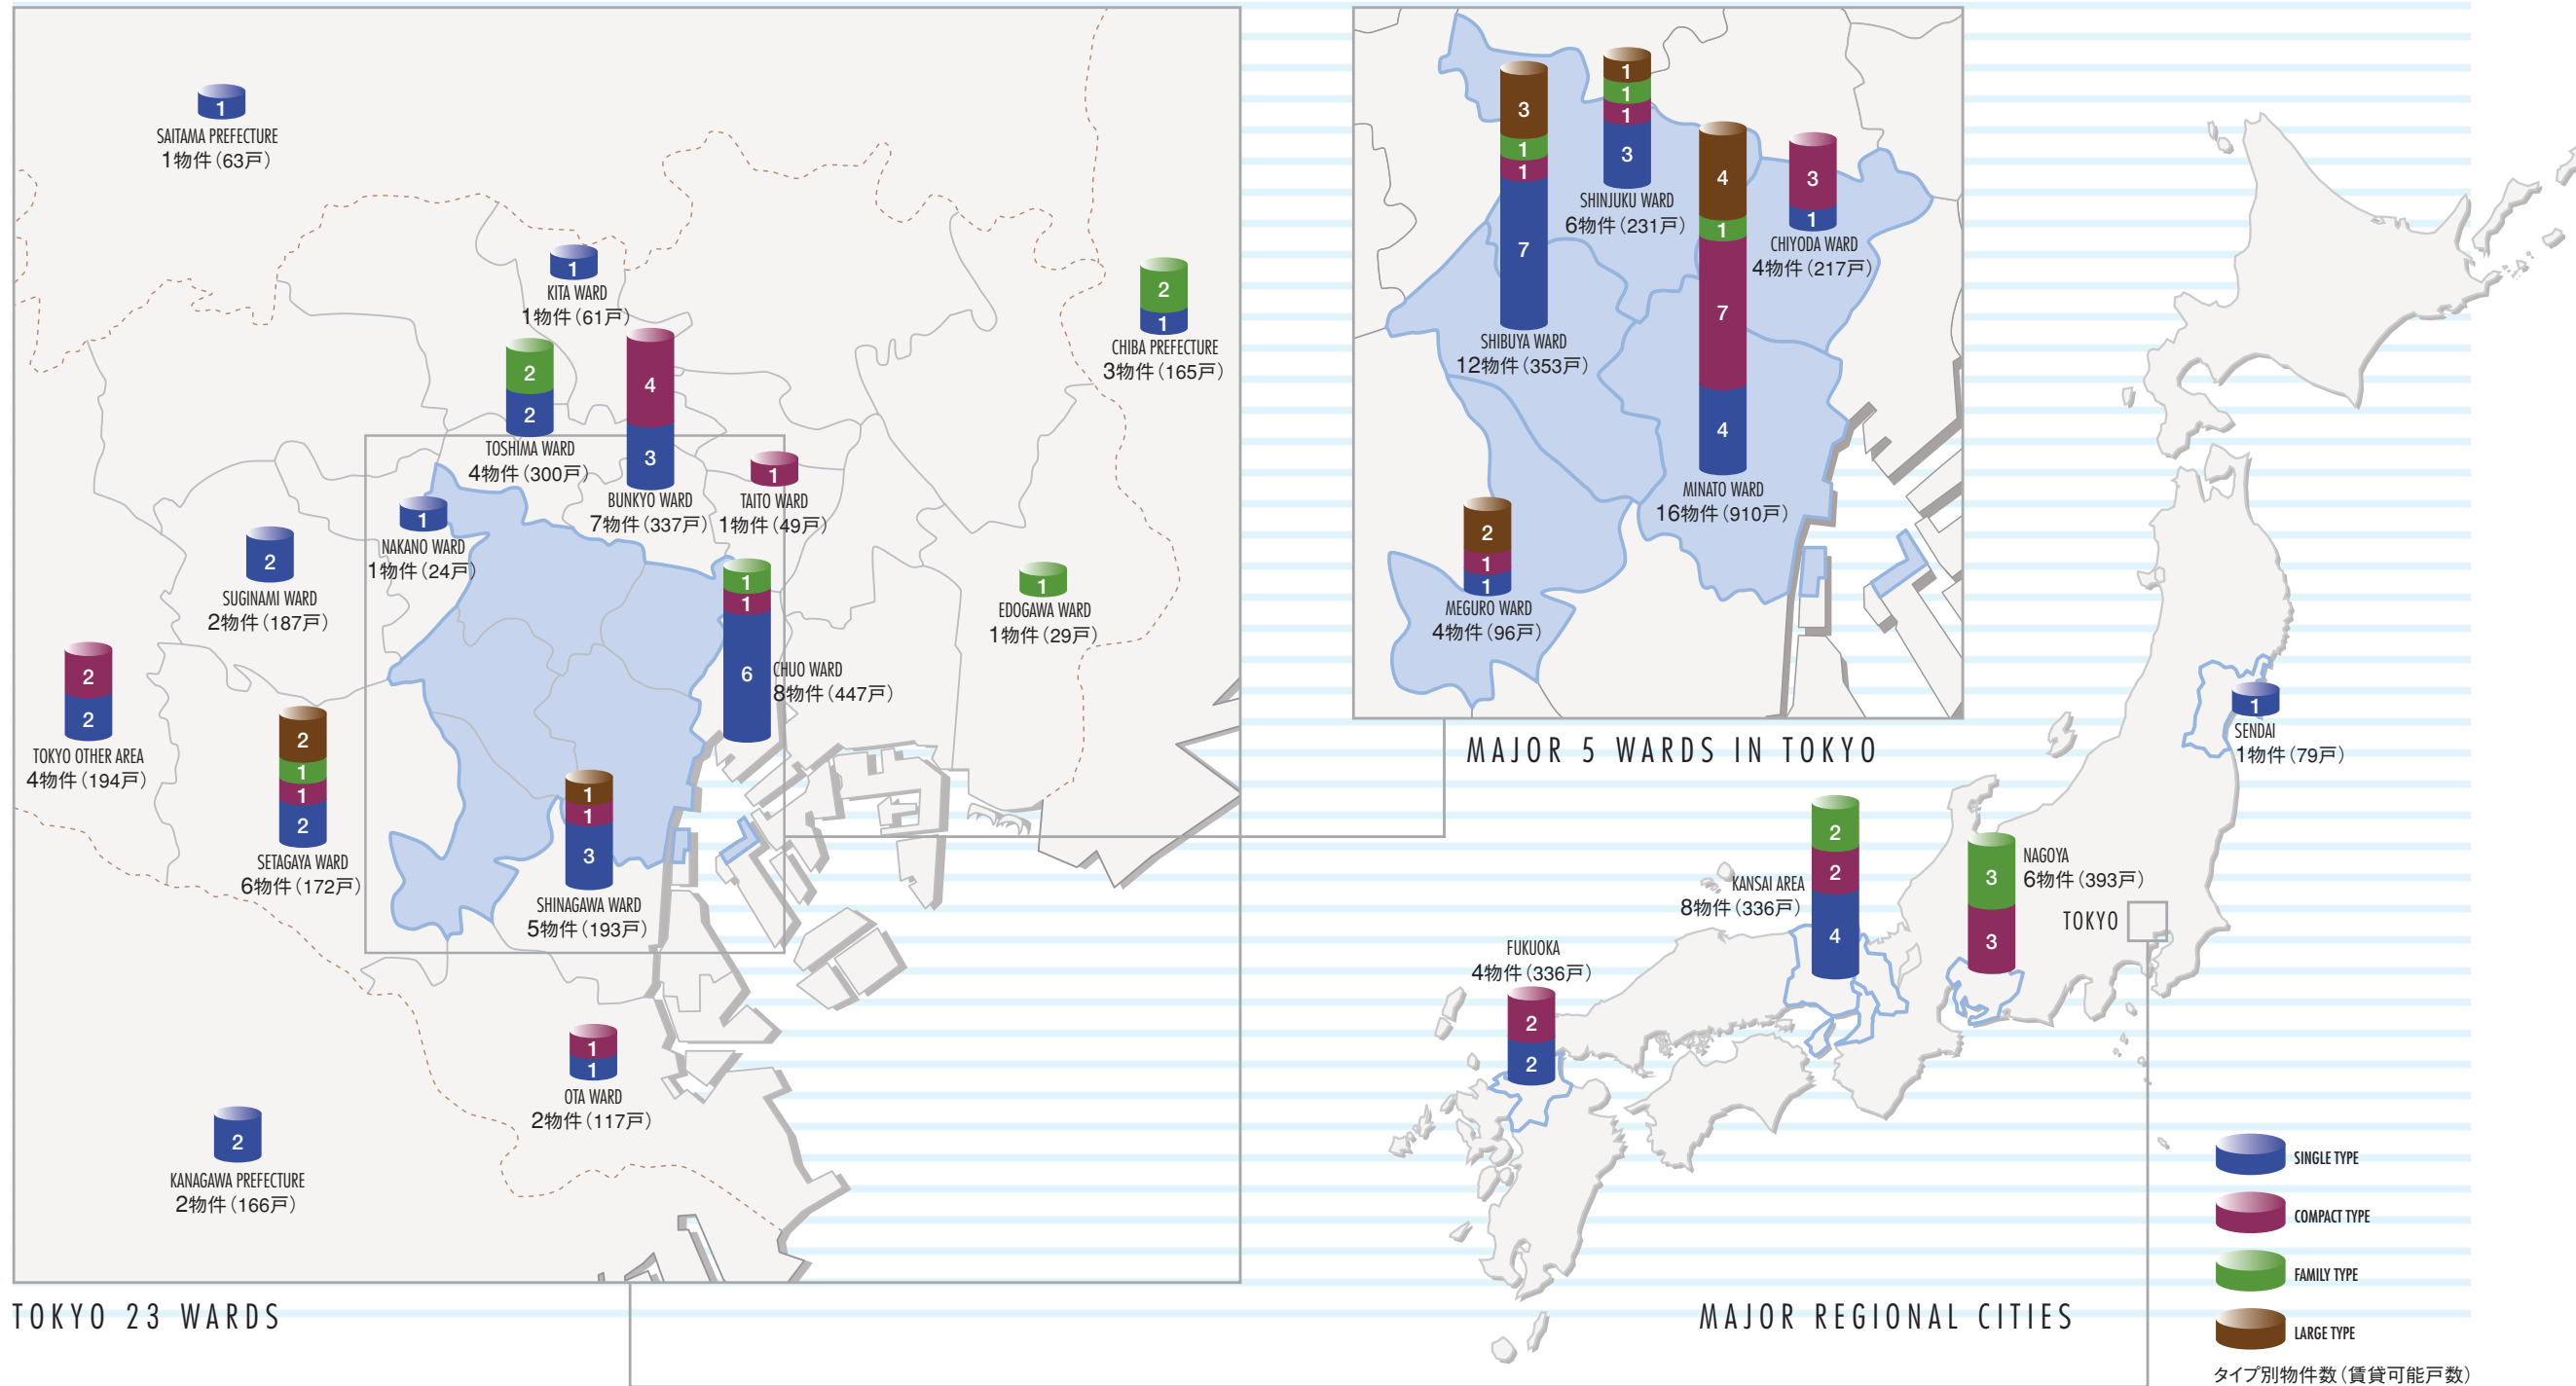 1
SAITAMA PREFECTURE
1物件（63戸）
1
KITA WARD
1物件（61戸）
2
1
CHIBA PREFECTURE
3物件（165戸）
2
2
TOSHIMA WARD
4物件（300戸）
4
3
BUNKYO WARD
7物件（337戸）
1
TAITO WARD
1物件（49戸）
1
NAKANO WARD
1物件（24戸）
2
SUGINAMI WARD
2物件（187戸）
1
1
6
CHUO WARD
8物件（447戸）
1
EDOGAWA WARD
1物件（29戸）
2
2
TOKYO OTHER AREA
4物件（194戸）
2
1
1
2
SETAGAYA WARD
6物件（172戸）
1
1
3
SHINAGAWA WARD
5物件（193戸）
1
1
OTA WARD
2物件（117戸）
2
KANAGAWA PREFECTURE
2物件（166戸）
TOKYO 23 WARDS
3
1
1
7
SHIBUYA WARD
12物件（353戸）
1
1
1
3
SHINJUKU WARD
6物件（231戸）
4
1
7
4
MINATO WARD
16物件（910戸）
3
1
CHIYODA WARD
4物件（217戸）
2
1
1
MEGURO WARD
4物件（96戸）
MAJOR 5 WARDS IN TOKYO
1
SENDAI
1物件（79戸）
2
2
4
KANSAI AREA
8物件（336戸）
3
3
NAGOYA
6物件（393戸）
TOKYO
FUKUOKA
4物件（336戸）
2
2
MAJOR REGIONAL CITIES
SINGLE TYPE
COMPACT TYPE
FAMILY TYPE
LARGE TYPE
タイプ別物件数（賃貸可能戸数）